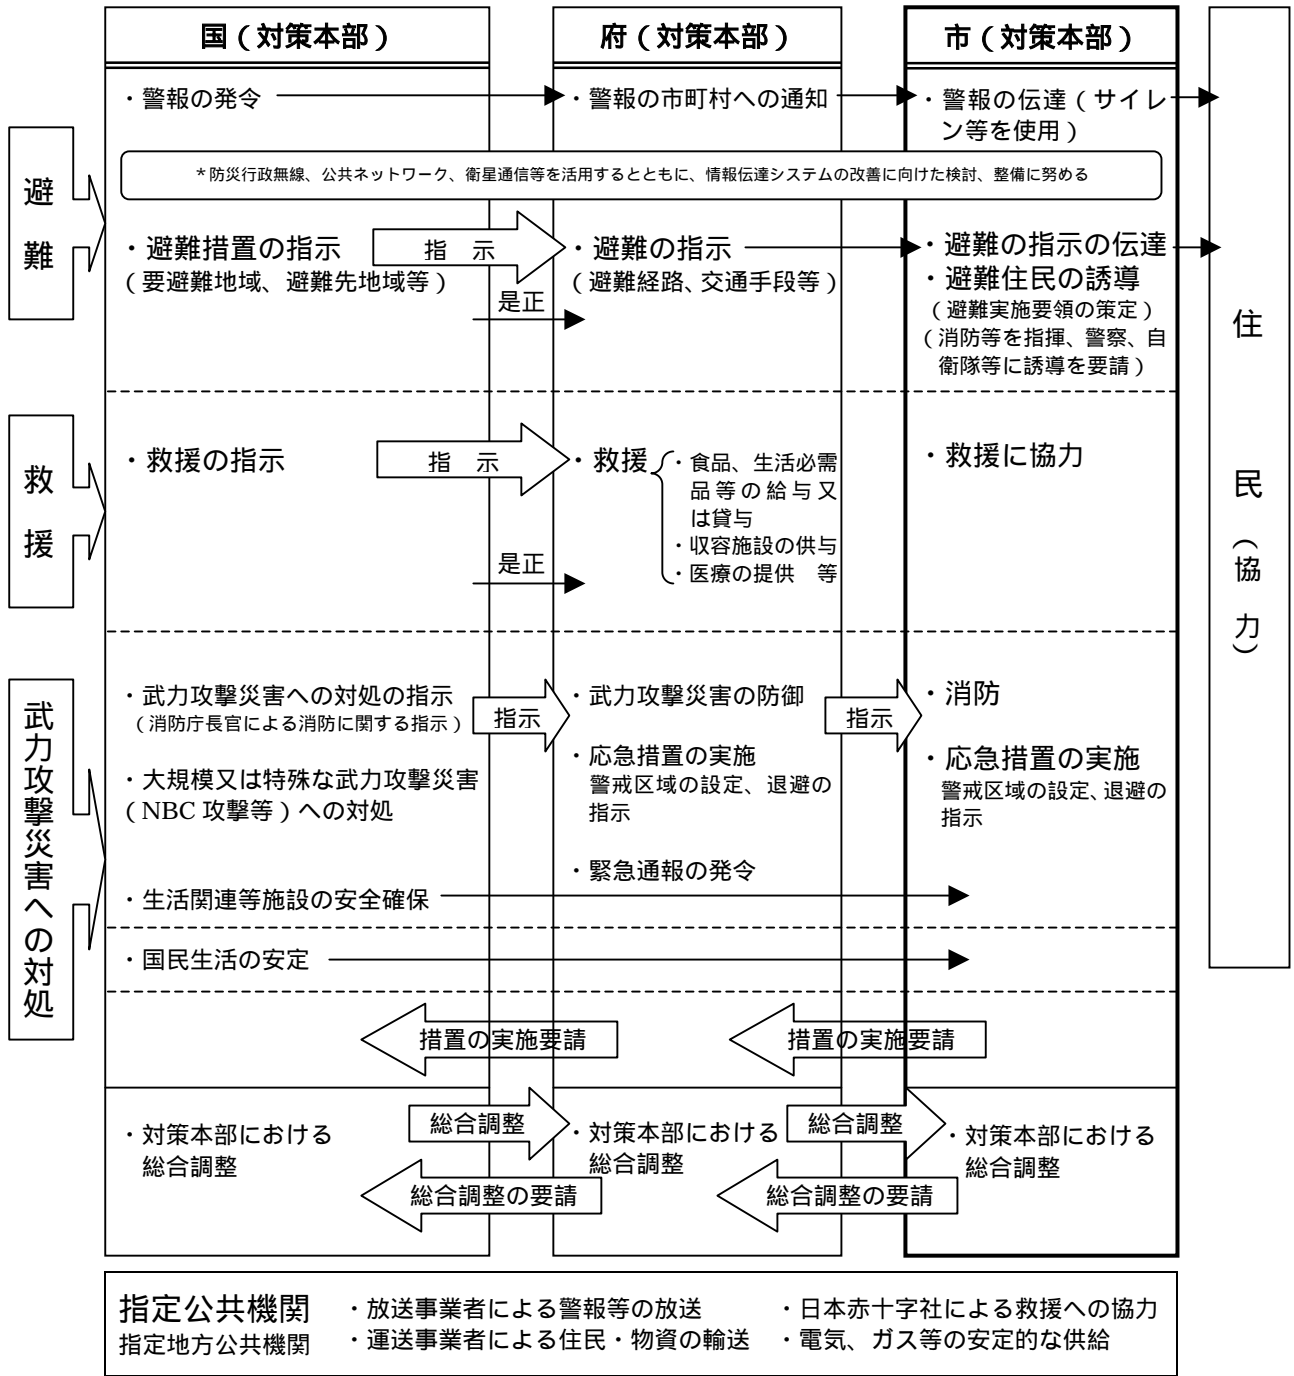 国（対策本部）
府（対策本部）
市（対策本部）
・警報の発令
・警報の市町村への通知
・警報の伝達（サイレ
ン等を使用）
＊防災行政無線、公共ネットワーク、衛星通信等を活用するとともに、情報伝達システムの改善に向けた検討、整備に努める
避難
・避難措置の指示
（要避難地域、避難先地域等）
指　示
是正
・避難の指示
（避難経路、交通手段等）
・避難の指示の伝達
・避難住民の誘導
（避難実施要領の策定）
（消防等を指揮、警察、自
衛隊等に誘導を要請）
住民（協力）
救援
・救援の指示
指　示
是正
・救援
・食品、生活必需
品等の給与又
は貸与
・収容施設の供与
・医療の提供　等
・救援に協力
武力攻撃災害への対処
・武力攻撃災害への対処の指示
（消防庁長官による消防に関する指示）
指示
・武力攻撃災害の防御
指示
・消防
・大規模又は特殊な武力攻撃災害
（NBC 攻撃等）への対処
・応急措置の実施
警戒区域の設定、退避の
指示
・応急措置の実施
警戒区域の設定、退避の
指示
・緊急通報の発令
・生活関連等施設の安全確保
・国民生活の安定
措置の実施要請
措置の実施要請
・対策本部における
総合調整
総合調整
総合調整の要請
・対策本部における
総合調整
総合調整
総合調整の要請
・対策本部における
総合調整
指定公共機関
指定地方公共機関
・放送事業者による警報等の放送
・運送事業者による住民・物資の輸送
・日本赤十字社による救援への協力
・電気、ガス等の安定的な供給